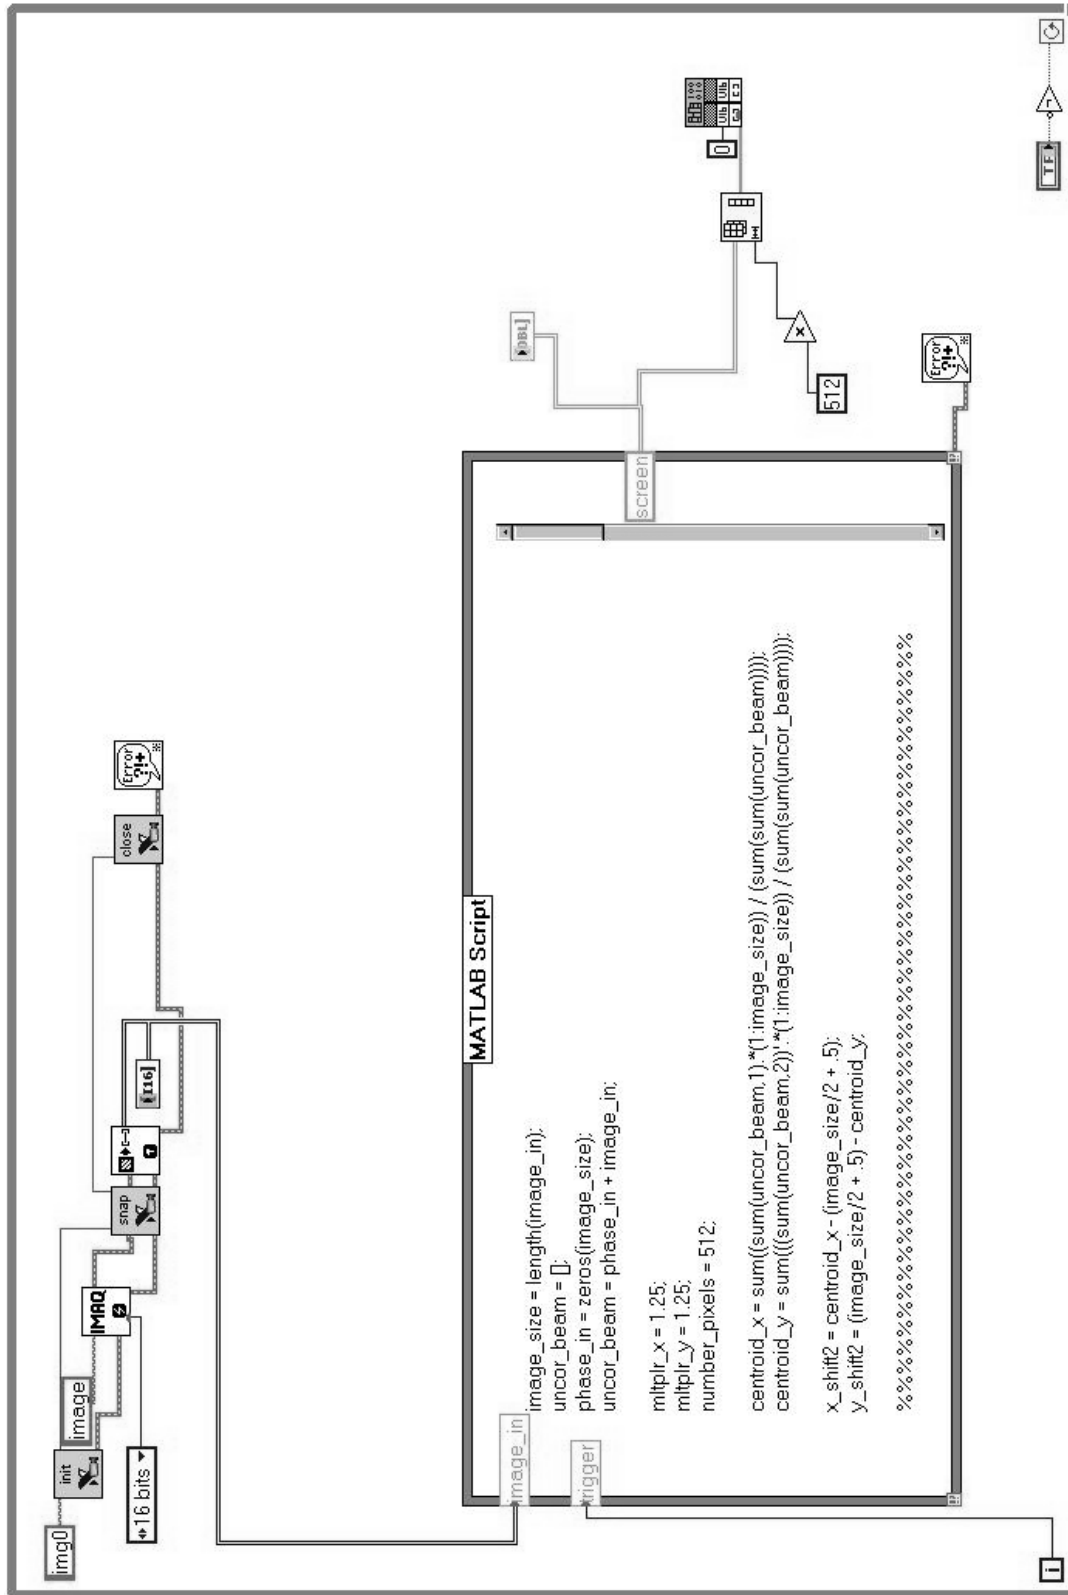 img0
init
image
16 bits
IMAQ
snap
[I16]
close
Error
?!+
MATLAB Script
image_in
trigger
i
image_size = length(image_in);
uncor_beam = [];
phase_in = zeros(image_size);
uncor_beam = phase_in + image_in;
mltplr_x = 1.25;
mltplr_y = 1.25;
number_pixels = 512;
centroid_x = sum((sum(uncor_beam,1).*(1:image_size)) / (sum(sum(uncor_beam))));
centroid_y = sum(((sum(uncor_beam,2))'.*(1:image_size)) / (sum(sum(uncor_beam))));
x_shift2 = centroid_x - (image_size/2 + .5);
y_shift2 = (image_size/2 + .5) - centroid_y;
%%%%%%%%%%%%%%%%%%%%%%%%%%%%%%%%%%%%%%%
screen
DBL]
512
x
0
Error
?!+
TF